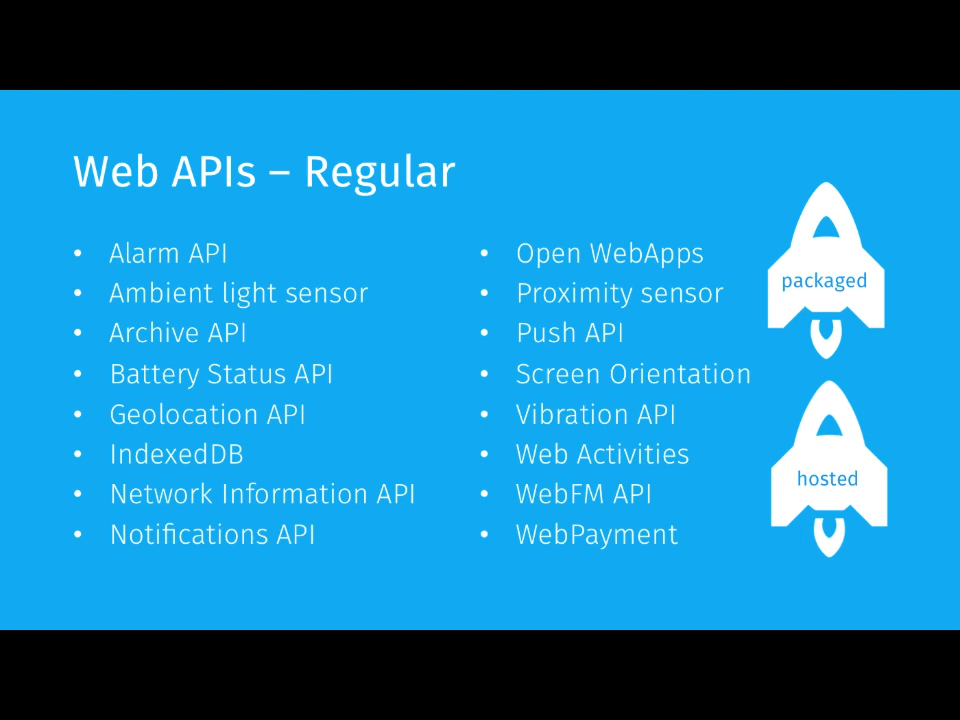 Web APIs – Regular
• Alarm API
• Ambient light sensor
• Archive API
• Battery Status API
• Geolocation API
• IndexedDB
• Network Information API
• Notifications API
• Open WebApps
• Proximity sensor
• Push API
• Screen Orientation
• Vibration API
• Web Activities
• WebFM API
• WebPayment
packaged
hosted